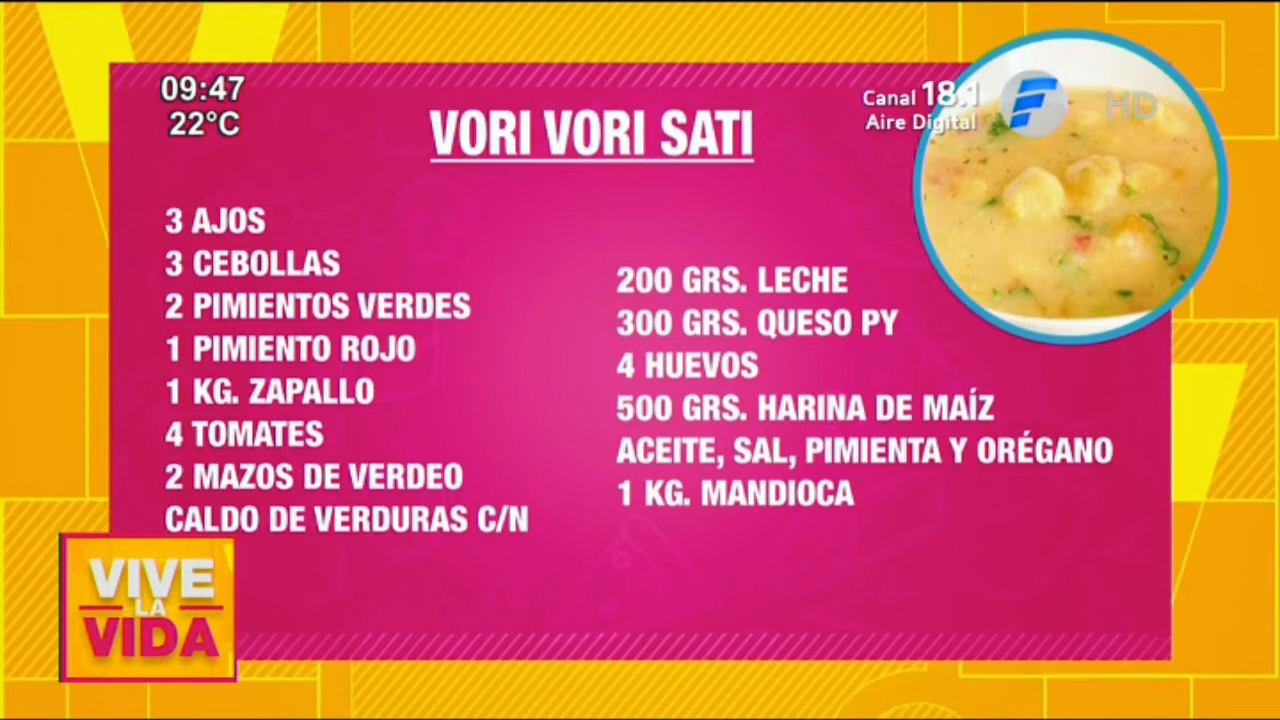 09:47
22°C
Canal 18.1
Aire Digital
HD
VORI VORI SATI
3 AJOS
3 CEBOLLAS
2 PIMIENTOS VERDES
1 PIMIENTO ROJO
1 KG. ZAPALLO
4 TOMATES
2 MAZOS DE VERDEO
CALDO DE VERDURAS C/N
200 GRS. LECHE
300 GRS. QUESO PY
4 HUEVOS
500 GRS. HARINA DE MAÍZ
ACEITE, SAL, PIMIENTA Y ORÉGANO
1 KG. MANDIOCA
VIVE
LA
VIDA